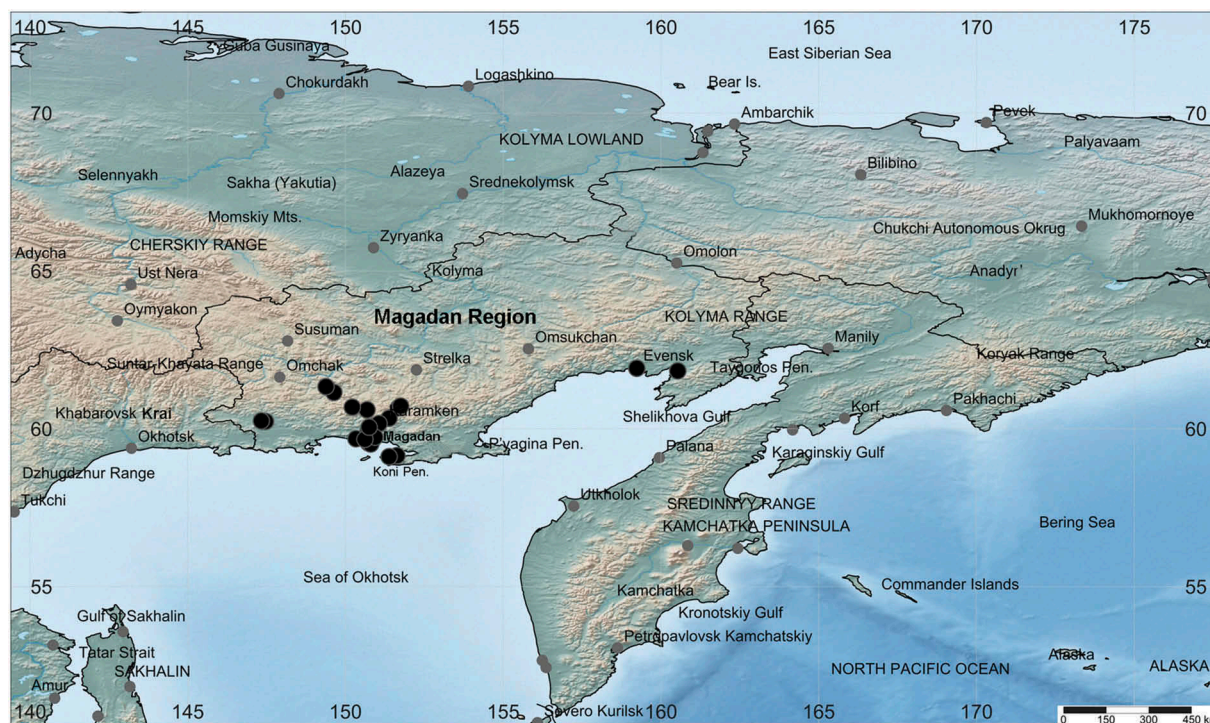 140 145 150 155 160 165 170 175
Guba Gusinaya
East Siberian Sea
Logashkino
Chokurdakh
Bear Is.
70 Ambarchik Pevek 70
KOLYMA LOWLAND
Palyavaam
Bilibino
Selennyakh
Alazeya
Sakha (Yakutia)
Srednekolymsk
Momskiy Mts.
Mukhomornoye
Chukchi Autonomous Okrug
CHERSKIY RANGE
Zyryanka
Adycha
Omolon
65 Ust Nera Kolyma Anadyr' 65
Oymyakon
Magadan Region
KOLYMA RANGE
Susuman
Omsukchan
Manily
Evensk
Koryak Range
Suntar Khayata Range
Omchak
Strelka
Taygonos Pen.
Pakhachi
Khabarovsk Krai
Karamken
Shelikhova Gulf
Korf
60 Okhotsk Magadan 60
P'yagina Pen.
Palana
Karaginskiy Gulf
Dzhugdzhur Range
Koni Pen.
Tukchi
Utkholok
SREDINNYY RANGE
KAMCHATKA PENINSULA
Bering Sea
Sea of Okhotsk
55 Kamchatka Commander Islands 55
Gulf of Sakhalin
Kronotskiy Gulf
Petropavlovsk Kamchatskiy
Tatar Strait
Alaska
SAKHALIN
NORTH PACIFIC OCEAN
ALASKA
Amur
Severo Kurilsk
140 145 150 155 160 165 170
0 150 300 450